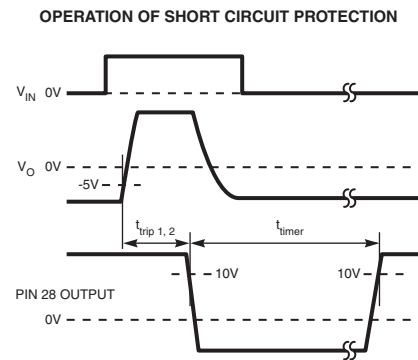 OPERATION OF SHORT CIRCUIT PROTECTION
VIN 0V
VO 0V
-5V
ttrip 1, 2
ttimer
10V
10V
PIN 28 OUTPUT
0V